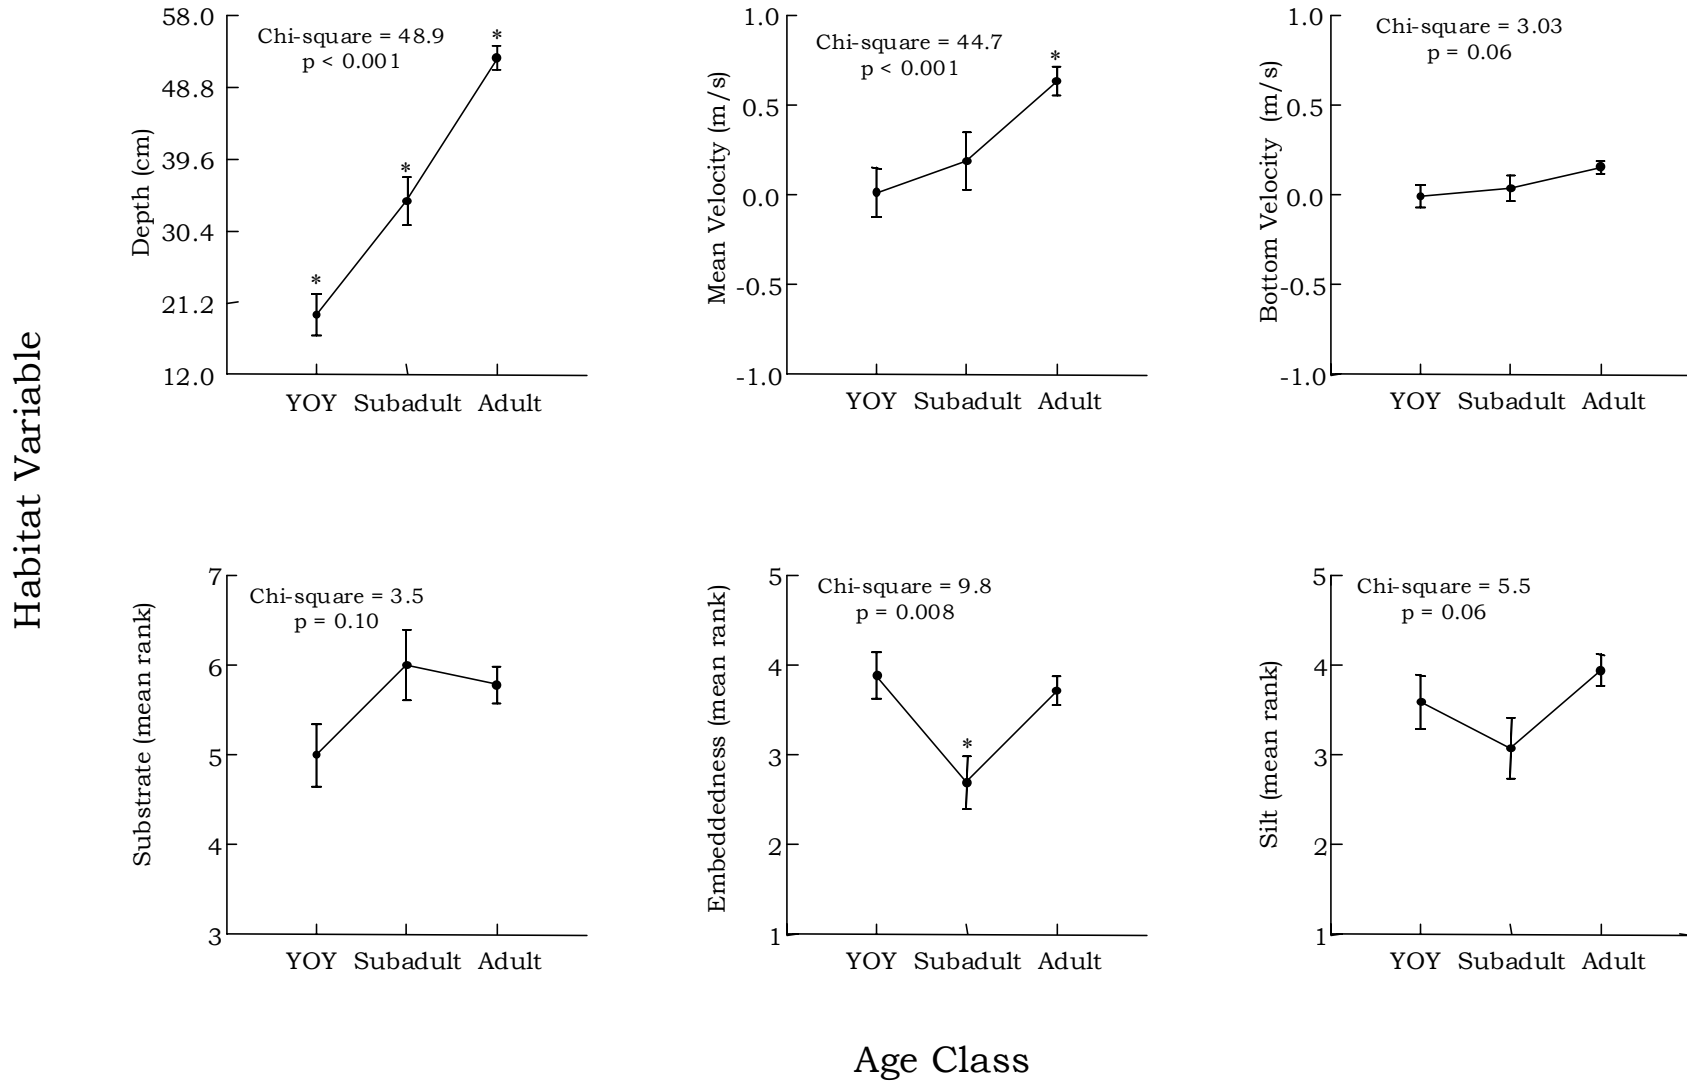 Habitat Variable
Depth (cm)
58.0
48.8
39.6
30.4
21.2
12.0
Chi-square = 48.9
p < 0.001
*
*
*
YOY Subadult Adult
Mean Velocity (m/s)
1.0
0.5
0.0
-0.5
-1.0
Chi-square = 44.7
p < 0.001
*
YOY Subadult Adult
Bottom Velocity (m/s)
1.0
0.5
0.0
-0.5
-1.0
Chi-square = 3.03
p = 0.06
YOY Subadult Adult
Substrate (mean rank)
7
6
5
4
3
Chi-square = 3.5
p = 0.10
YOY Subadult Adult
Embeddedness (mean rank)
5
4
3
2
1
Chi-square = 9.8
p = 0.008
*
YOY Subadult Adult
Silt (mean rank)
5
4
3
2
1
Chi-square = 5.5
p = 0.06
YOY Subadult Adult
Age Class